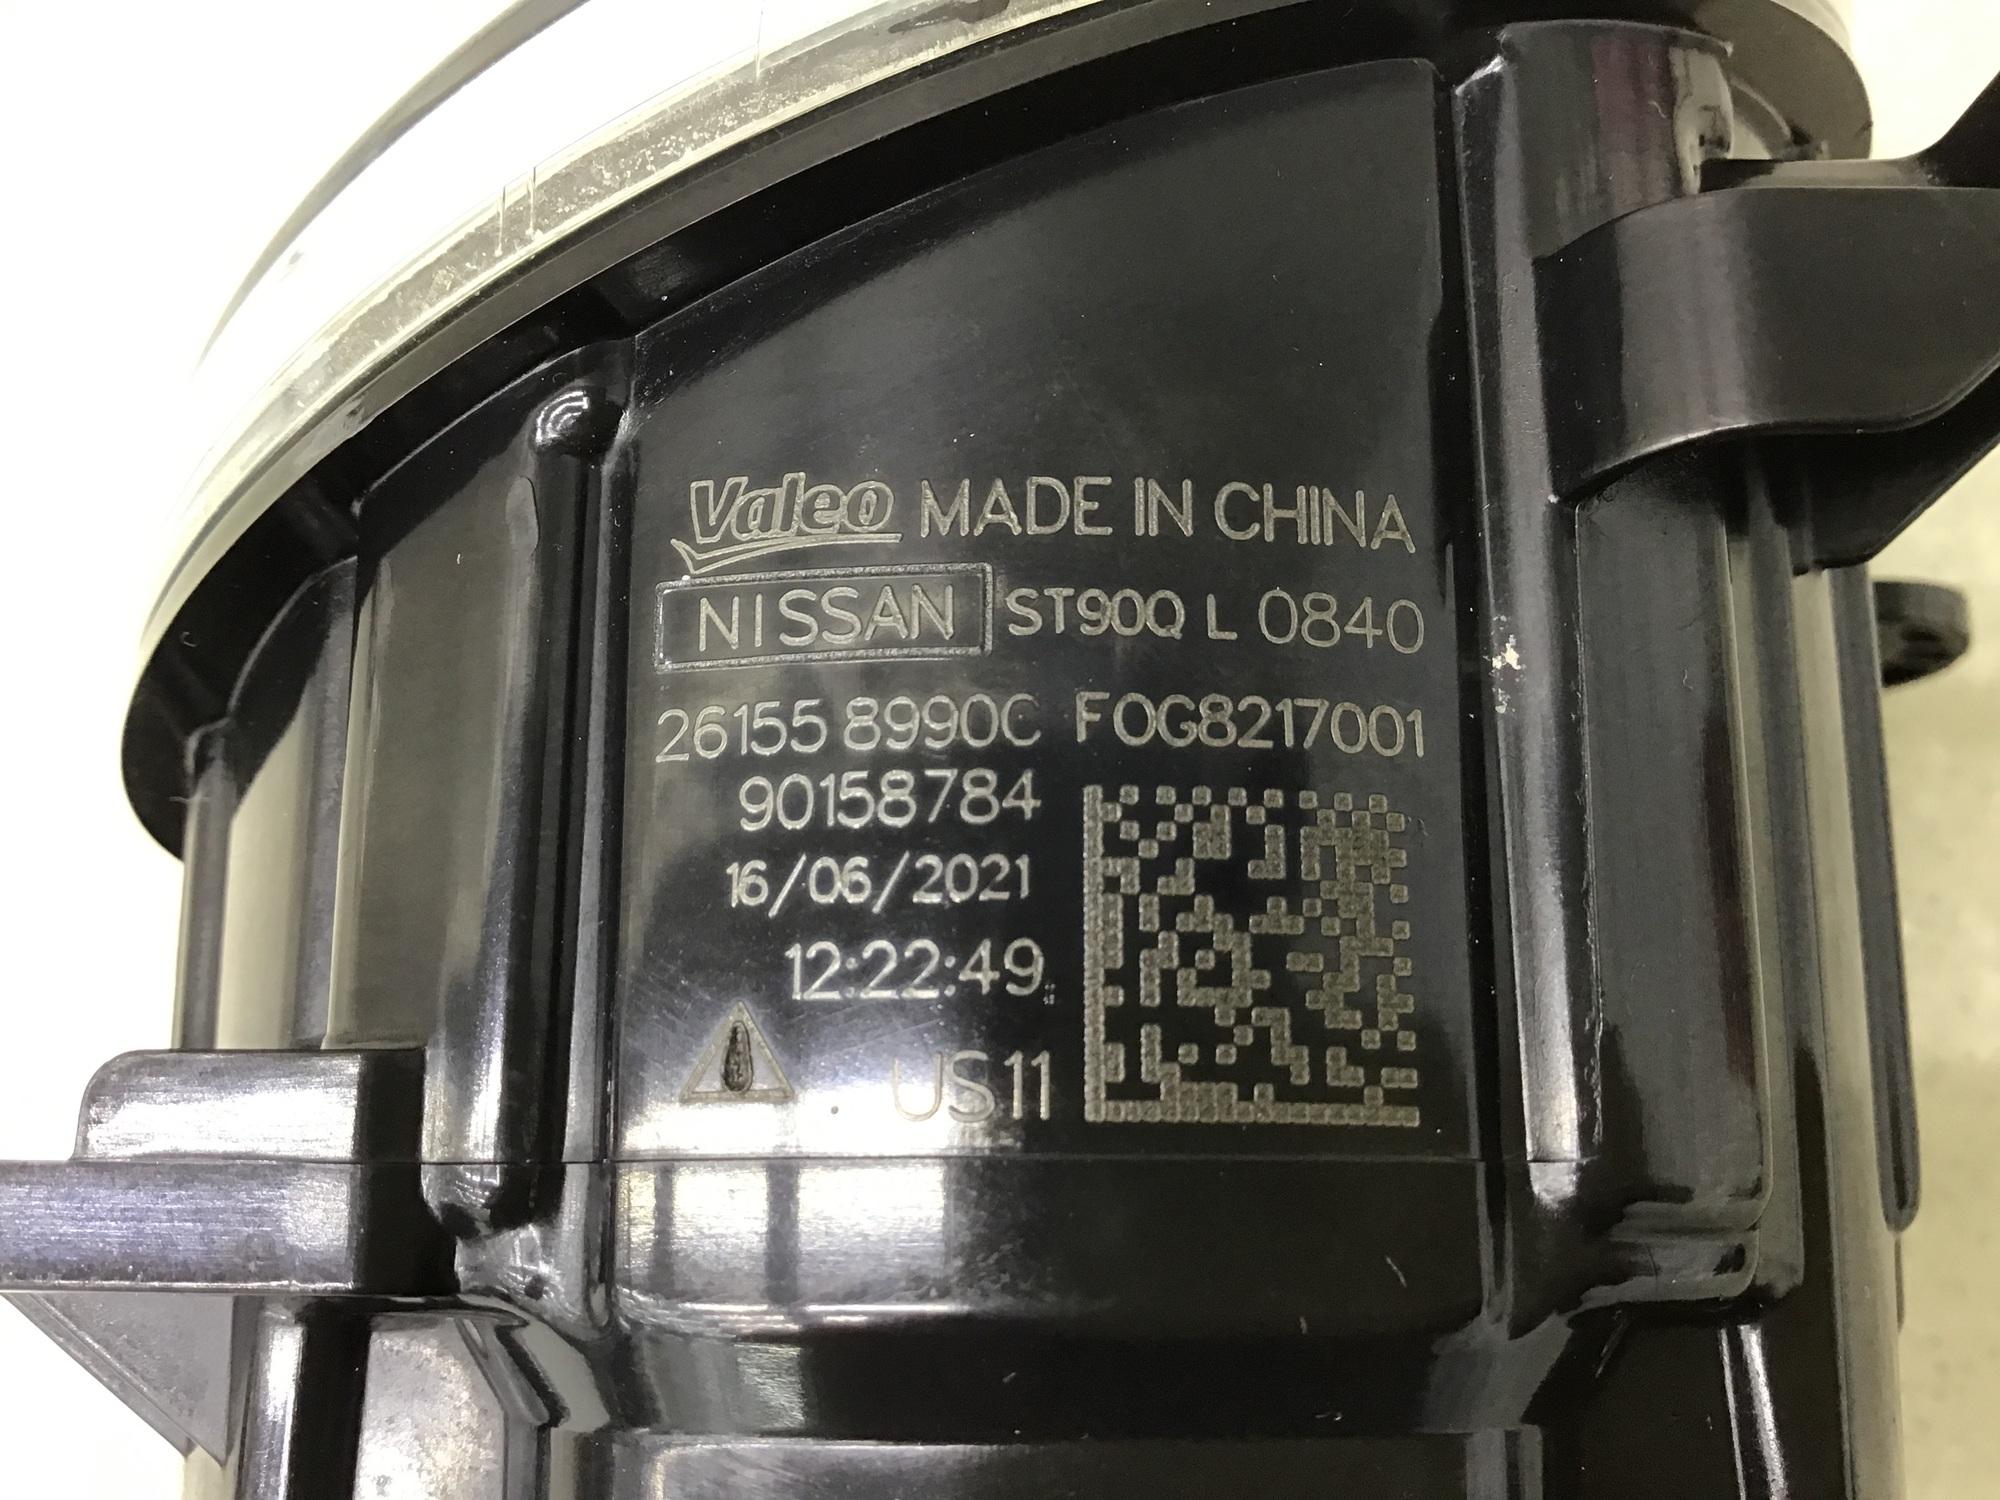 Valeo MADE IN CHINA
NISSAN ST90Q L 0840
26155 8990C FOG8217001
90158784
16/06/2021
12:22:49
US11